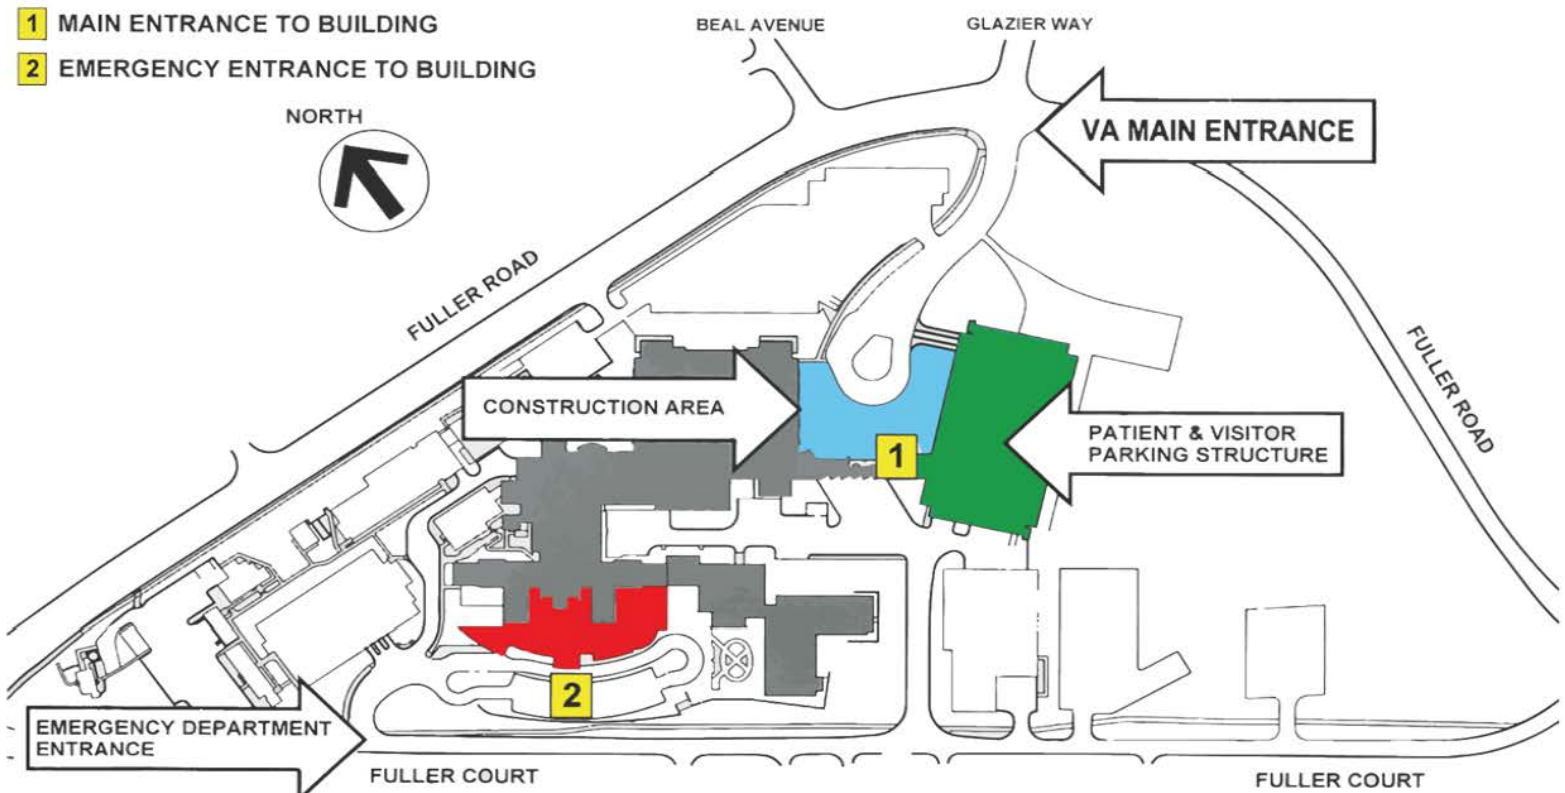 1 MAIN ENTRANCE TO BUILDING
2 EMERGENCY ENTRANCE TO BUILDING
NORTH
BEAL AVENUE
GLAZIER WAY
VA MAIN ENTRANCE
FULLER ROAD
FULLER ROAD
CONSTRUCTION AREA
1
PATIENT & VISITOR
PARKING STRUCTURE
2
EMERGENCY DEPARTMENT
ENTRANCE
FULLER COURT
FULLER COURT